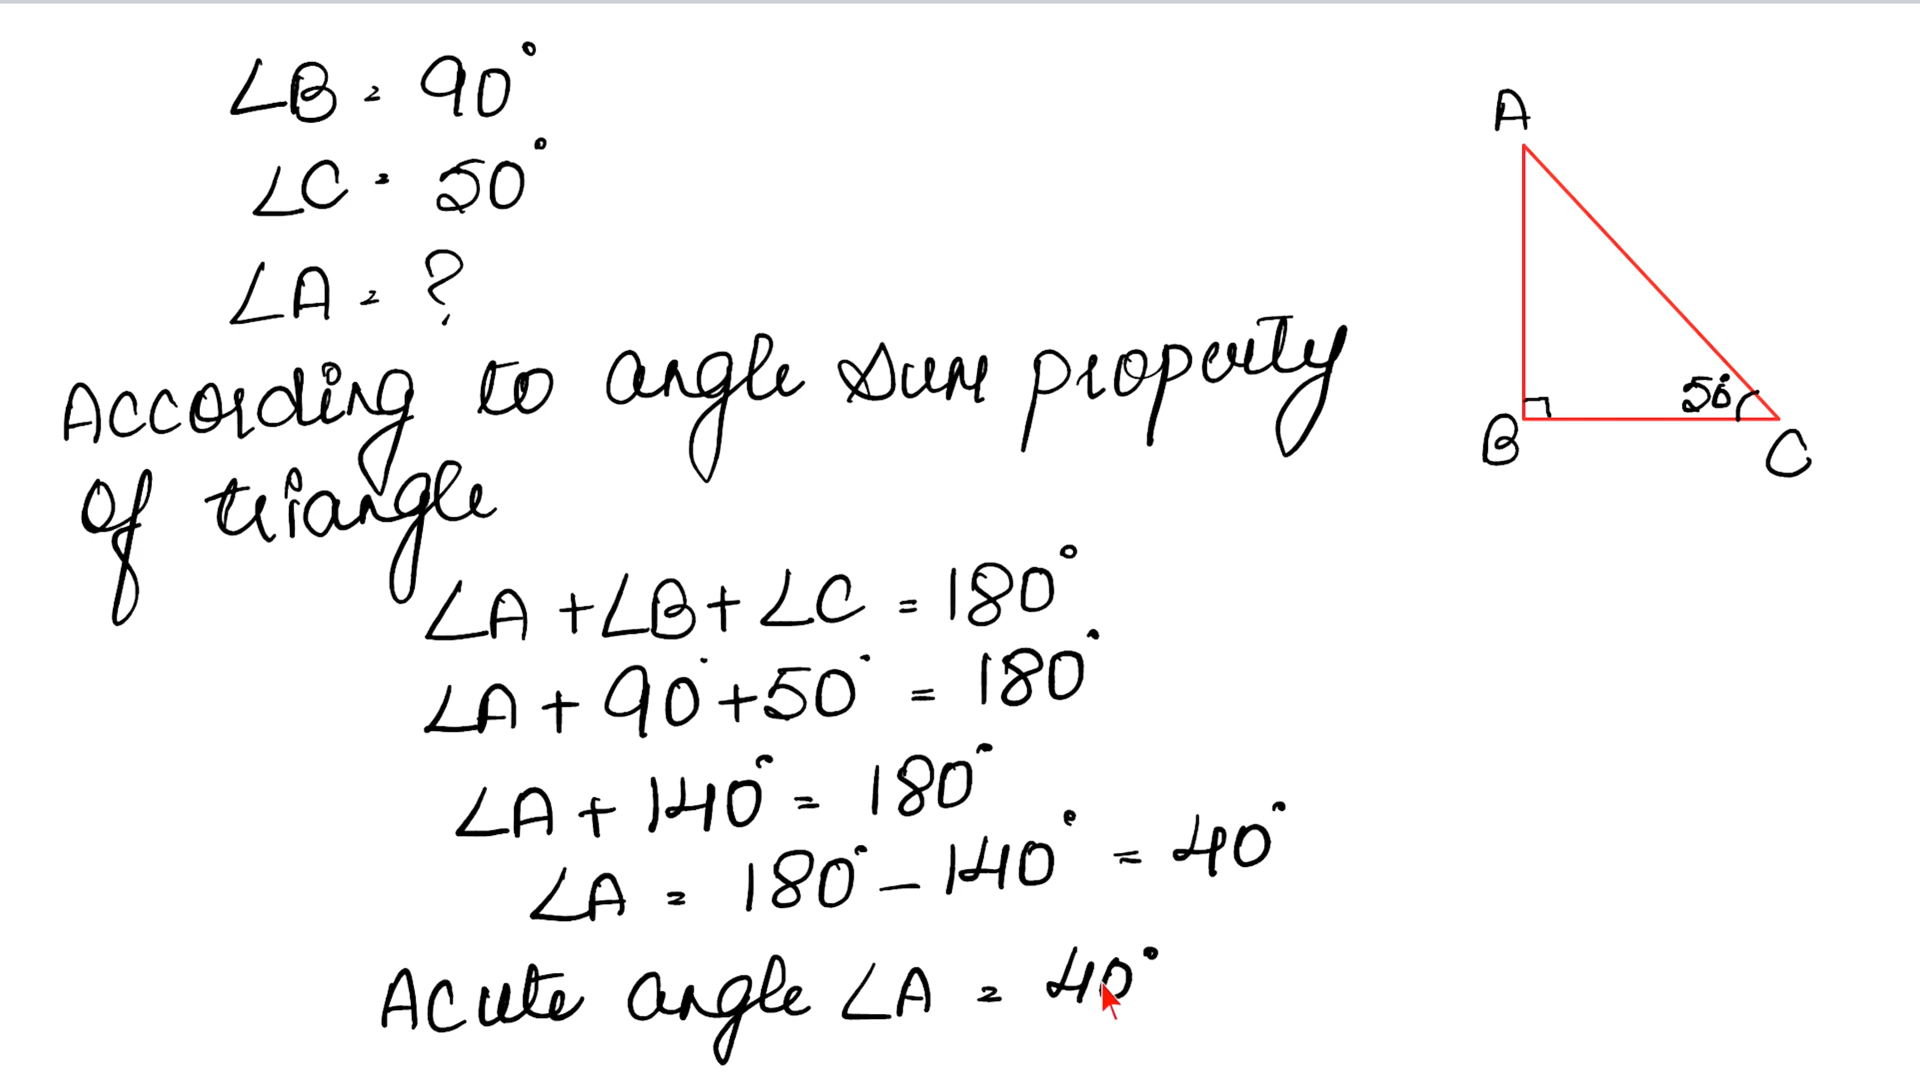 ∠B = 90°
∠C = 50°
∠A = ?
According to angle sum property
of triangle
∠A + ∠B + ∠C = 180°
∠A + 90° + 50° = 180°
∠A + 140° = 180°
∠A = 180° - 140° = 40°
Acute angle ∠A = 40°
A
50°
B
C